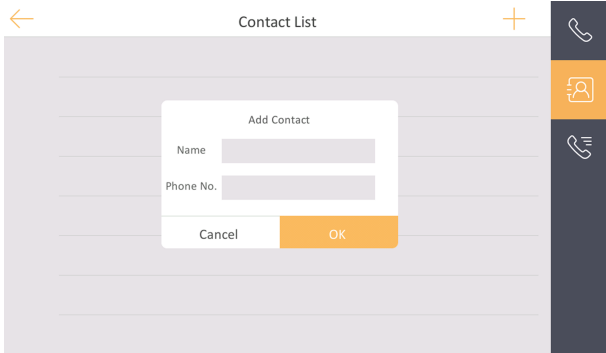 Contact List
Add Contact
Name
Phone No.
Cancel
OK